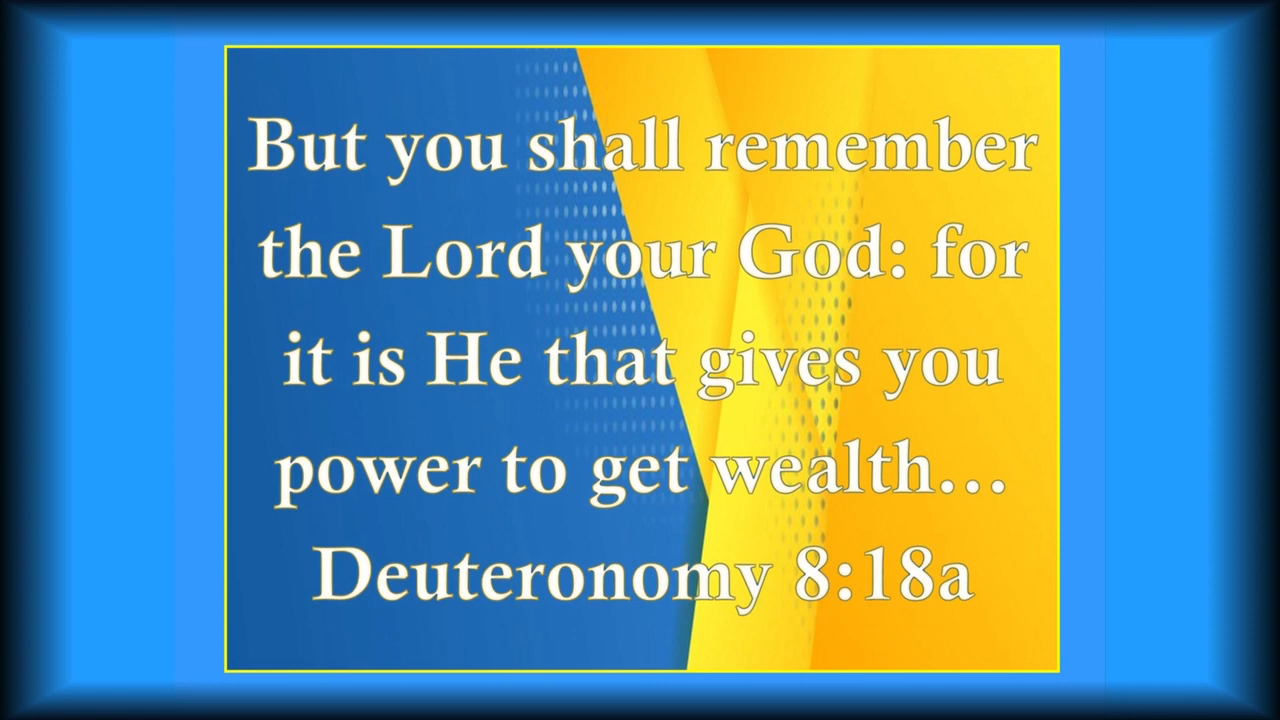 But you shall remember
the Lord your God: for
it is He that gives you
power to get wealth...
Deuteronomy 8:18a